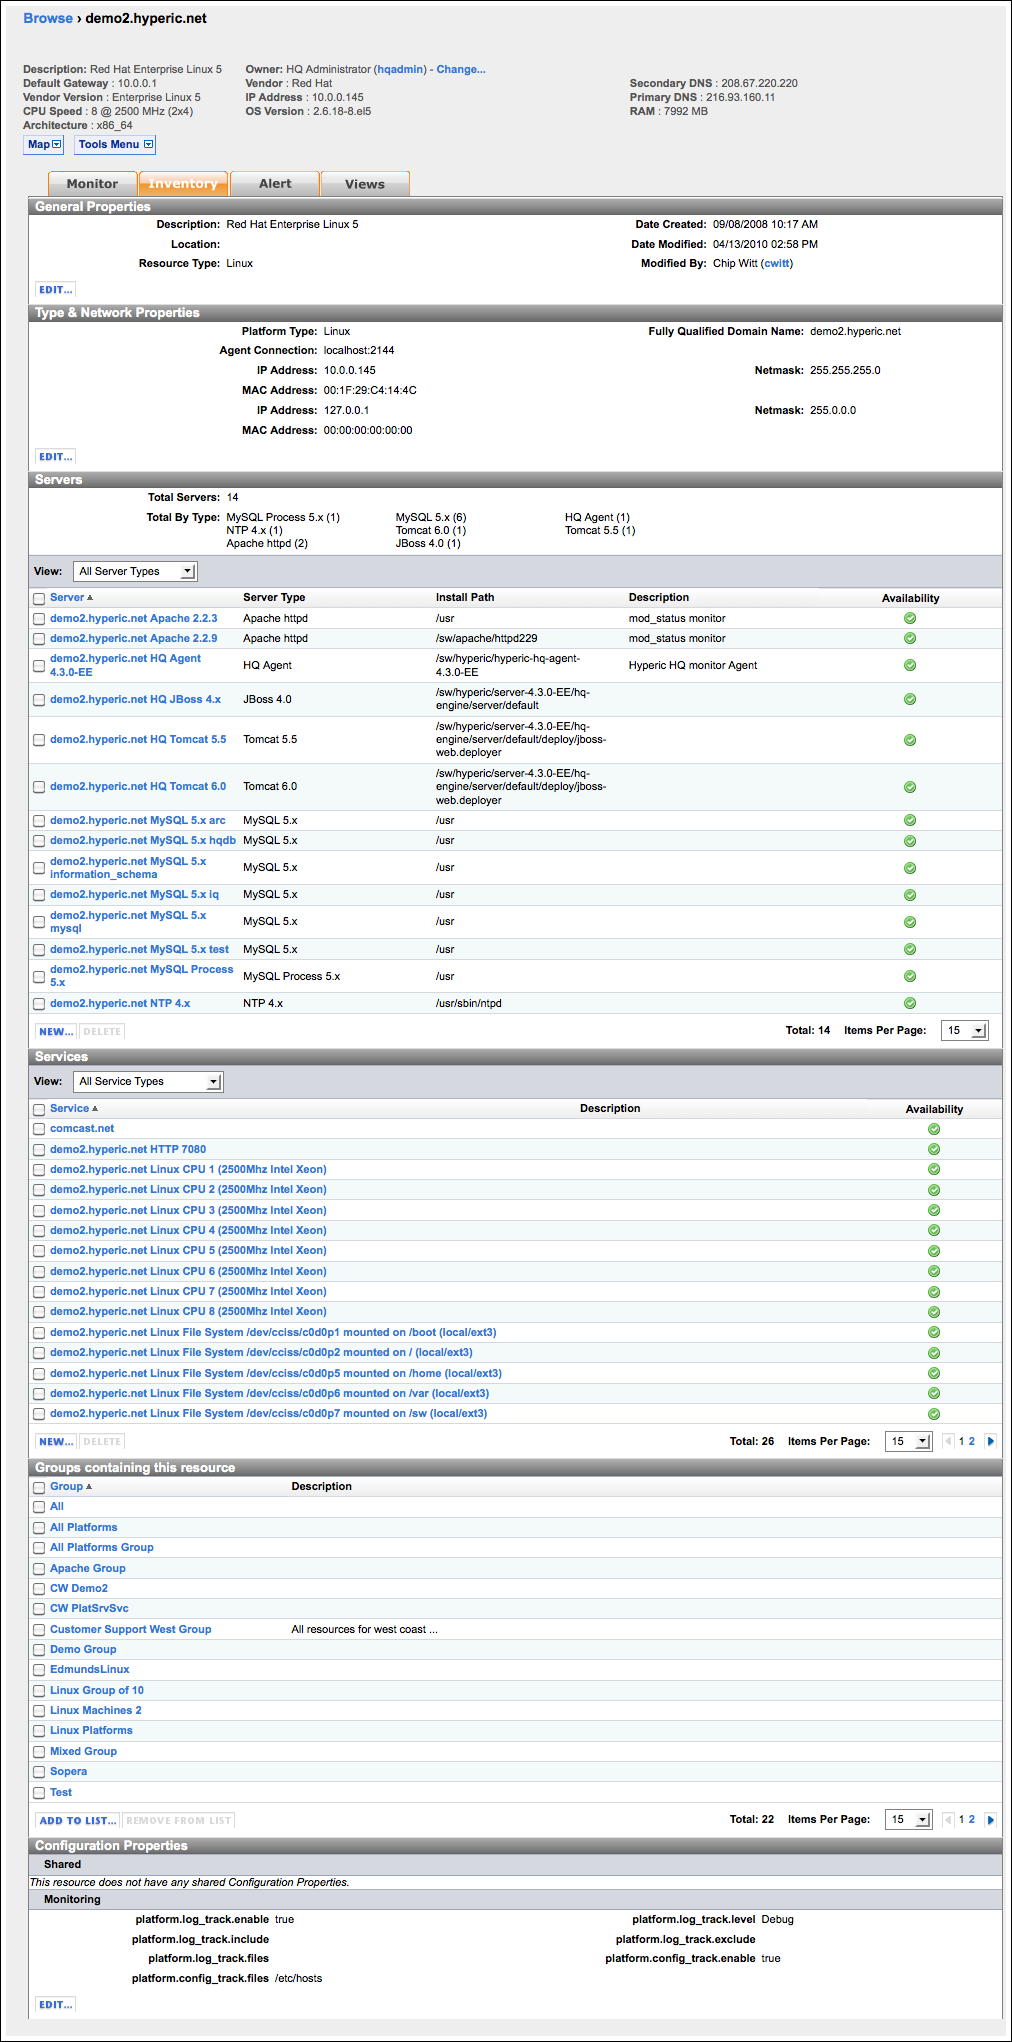 Browse › demo2.hyperic.net
Description: Red Hat Enterprise Linux 5 Owner: HQ Administrator (hqadmin) - Change...
Default Gateway : 10.0.0.1 Vendor : Red Hat Secondary DNS : 208.67.220.220
Vendor Version : Enterprise Linux 5 IP Address : 10.0.0.145 Primary DNS : 216.93.160.11
CPU Speed : 8 @ 2500 MHz (2x4) OS Version : 2.6.18-8.el5 RAM : 7992 MB
Architecture : x86_64
Map Tools Menu
Monitor Inventory Alert Views
General Properties
Description: Red Hat Enterprise Linux 5 Date Created: 09/08/2008 10:17 AM
Location: Date Modified: 04/13/2010 02:58 PM
Resource Type: Linux Modified By: Chip Witt (cwitt)
EDIT...
Type & Network Properties
Platform Type: Linux Fully Qualified Domain Name: demo2.hyperic.net
Agent Connection: localhost:2144
IP Address: 10.0.0.145 Netmask: 255.255.255.0
MAC Address: 00:1F:29:C4:14:4C
IP Address: 127.0.0.1 Netmask: 255.0.0.0
MAC Address: 00:00:00:00:00:00
EDIT...
Servers
Total Servers: 14
Total By Type: MySQL Process 5.x (1) MySQL 5.x (6) HQ Agent (1)
NTP 4.x (1) Tomcat 6.0 (1) Tomcat 5.5 (1)
Apache httpd (2) JBoss 4.0 (1)
View: All Server Types
Server Server Type Install Path Description Availability
demo2.hyperic.net Apache 2.2.3 Apache httpd /usr mod_status monitor
demo2.hyperic.net Apache 2.2.9 Apache httpd /sw/apache/httpd229 mod_status monitor
demo2.hyperic.net HQ Agent
4.3.0-EE HQ Agent /sw/hyperic/hyperic-hq-agent-
4.3.0-EE Hyperic HQ monitor Agent
demo2.hyperic.net HQ JBoss 4.x JBoss 4.0 /sw/hyperic/server-4.3.0-EE/hq-
engine/server/default
demo2.hyperic.net HQ Tomcat 5.5 Tomcat 5.5 /sw/hyperic/server-4.3.0-EE/hq-
engine/server/default/deploy/jboss-
web.deployer
demo2.hyperic.net HQ Tomcat 6.0 Tomcat 6.0 /sw/hyperic/server-4.3.0-EE/hq-
engine/server/default/deploy/jboss-
web.deployer
demo2.hyperic.net MySQL 5.x arc MySQL 5.x /usr
demo2.hyperic.net MySQL 5.x hqdb MySQL 5.x /usr
demo2.hyperic.net MySQL 5.x
information_schema MySQL 5.x /usr
demo2.hyperic.net MySQL 5.x iq MySQL 5.x /usr
demo2.hyperic.net MySQL 5.x
mysql MySQL 5.x /usr
demo2.hyperic.net MySQL 5.x test MySQL 5.x /usr
demo2.hyperic.net MySQL Process
5.x MySQL Process 5.x /usr
demo2.hyperic.net NTP 4.x NTP 4.x /usr/sbin/ntpd
NEW... DELETE Total: 14 Items Per Page: 15
Services
View: All Service Types
Service Description Availability
comcast.net
demo2.hyperic.net HTTP 7080
demo2.hyperic.net Linux CPU 1 (2500Mhz Intel Xeon)
demo2.hyperic.net Linux CPU 2 (2500Mhz Intel Xeon)
demo2.hyperic.net Linux CPU 3 (2500Mhz Intel Xeon)
demo2.hyperic.net Linux CPU 4 (2500Mhz Intel Xeon)
demo2.hyperic.net Linux CPU 5 (2500Mhz Intel Xeon)
demo2.hyperic.net Linux CPU 6 (2500Mhz Intel Xeon)
demo2.hyperic.net Linux CPU 7 (2500Mhz Intel Xeon)
demo2.hyperic.net Linux CPU 8 (2500Mhz Intel Xeon)
demo2.hyperic.net Linux File System /dev/cciss/c0d0p1 mounted on /boot (local/ext3)
demo2.hyperic.net Linux File System /dev/cciss/c0d0p2 mounted on / (local/ext3)
demo2.hyperic.net Linux File System /dev/cciss/c0d0p5 mounted on /home (local/ext3)
demo2.hyperic.net Linux File System /dev/cciss/c0d0p6 mounted on /var (local/ext3)
demo2.hyperic.net Linux File System /dev/cciss/c0d0p7 mounted on /sw (local/ext3)
NEW... DELETE Total: 26 Items Per Page: 15 1 2
Groups containing this resource
Group Description
All
All Platforms
All Platforms Group
Apache Group
CW Demo2
CW PlatSrvSvc
Customer Support West Group All resources for west coast ...
Demo Group
EdmundsLinux
Linux Group of 10
Linux Machines 2
Linux Platforms
Mixed Group
Sopera
Test
ADD TO LIST... REMOVE FROM LIST Total: 22 Items Per Page: 15 1 2
Configuration Properties
Shared
This resource does not have any shared Configuration Properties.
Monitoring
platform.log_track.enable true platform.log_track.level Debug
platform.log_track.include platform.log_track.exclude
platform.log_track.files platform.config_track.enable true
platform.config_track.files /etc/hosts
EDIT...